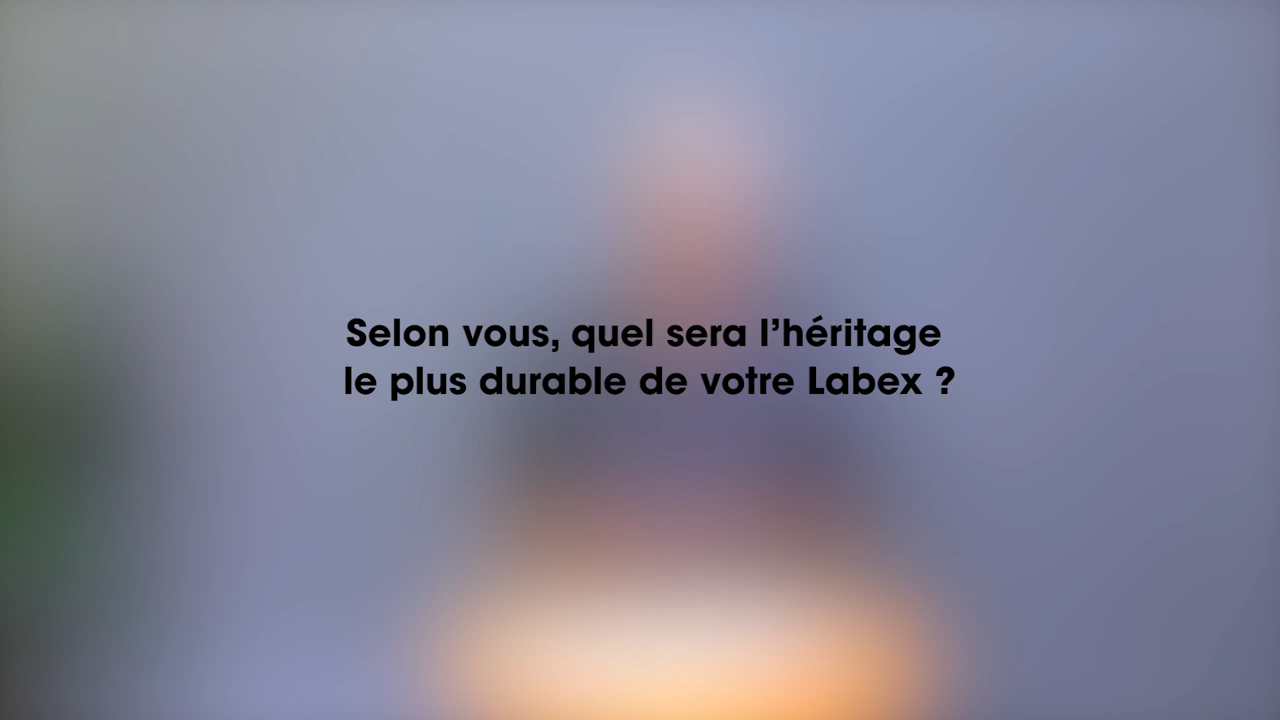 Selon vous, quel sera l’héritage
le plus durable de votre Labex ?